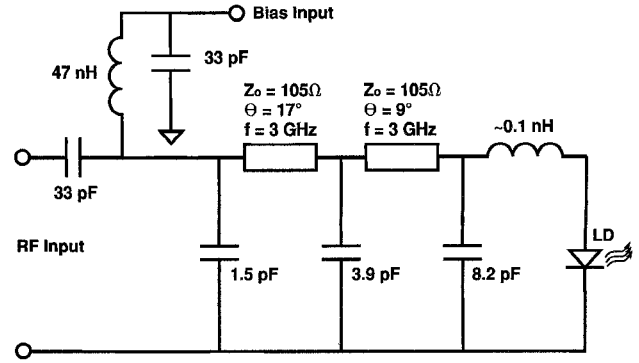 Bias Input
33 pF
47 nH
Zo = 105Ω
Θ = 17°
f = 3 GHz
Zo = 105Ω
Θ = 9°
f = 3 GHz
~0.1 nH
33 pF
RF Input
1.5 pF
3.9 pF
8.2 pF
LD